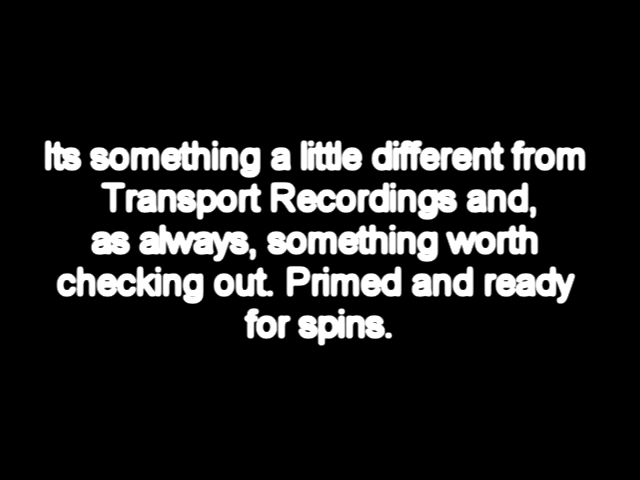 Its something a little different from
Transport Recordings and,
as always, something worth
checking out. Primed and ready
for spins.